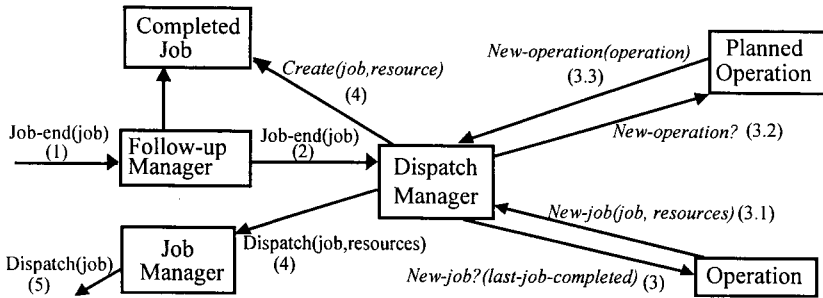 Completed
Job
Create(job,resource)
(4)
New-operation(operation)
(3.3)
Planned
Operation
New-operation? (3.2)
Job-end(job)
(1)
Follow-up
Manager
Job-end(job)
(2)
Dispatch
Manager
New-job(job, resources) (3.1)
Dispatch(job)
(5)
Job
Manager
Dispatch(job,resources)
(4)
New-job?(last-job-completed) (3)
Operation